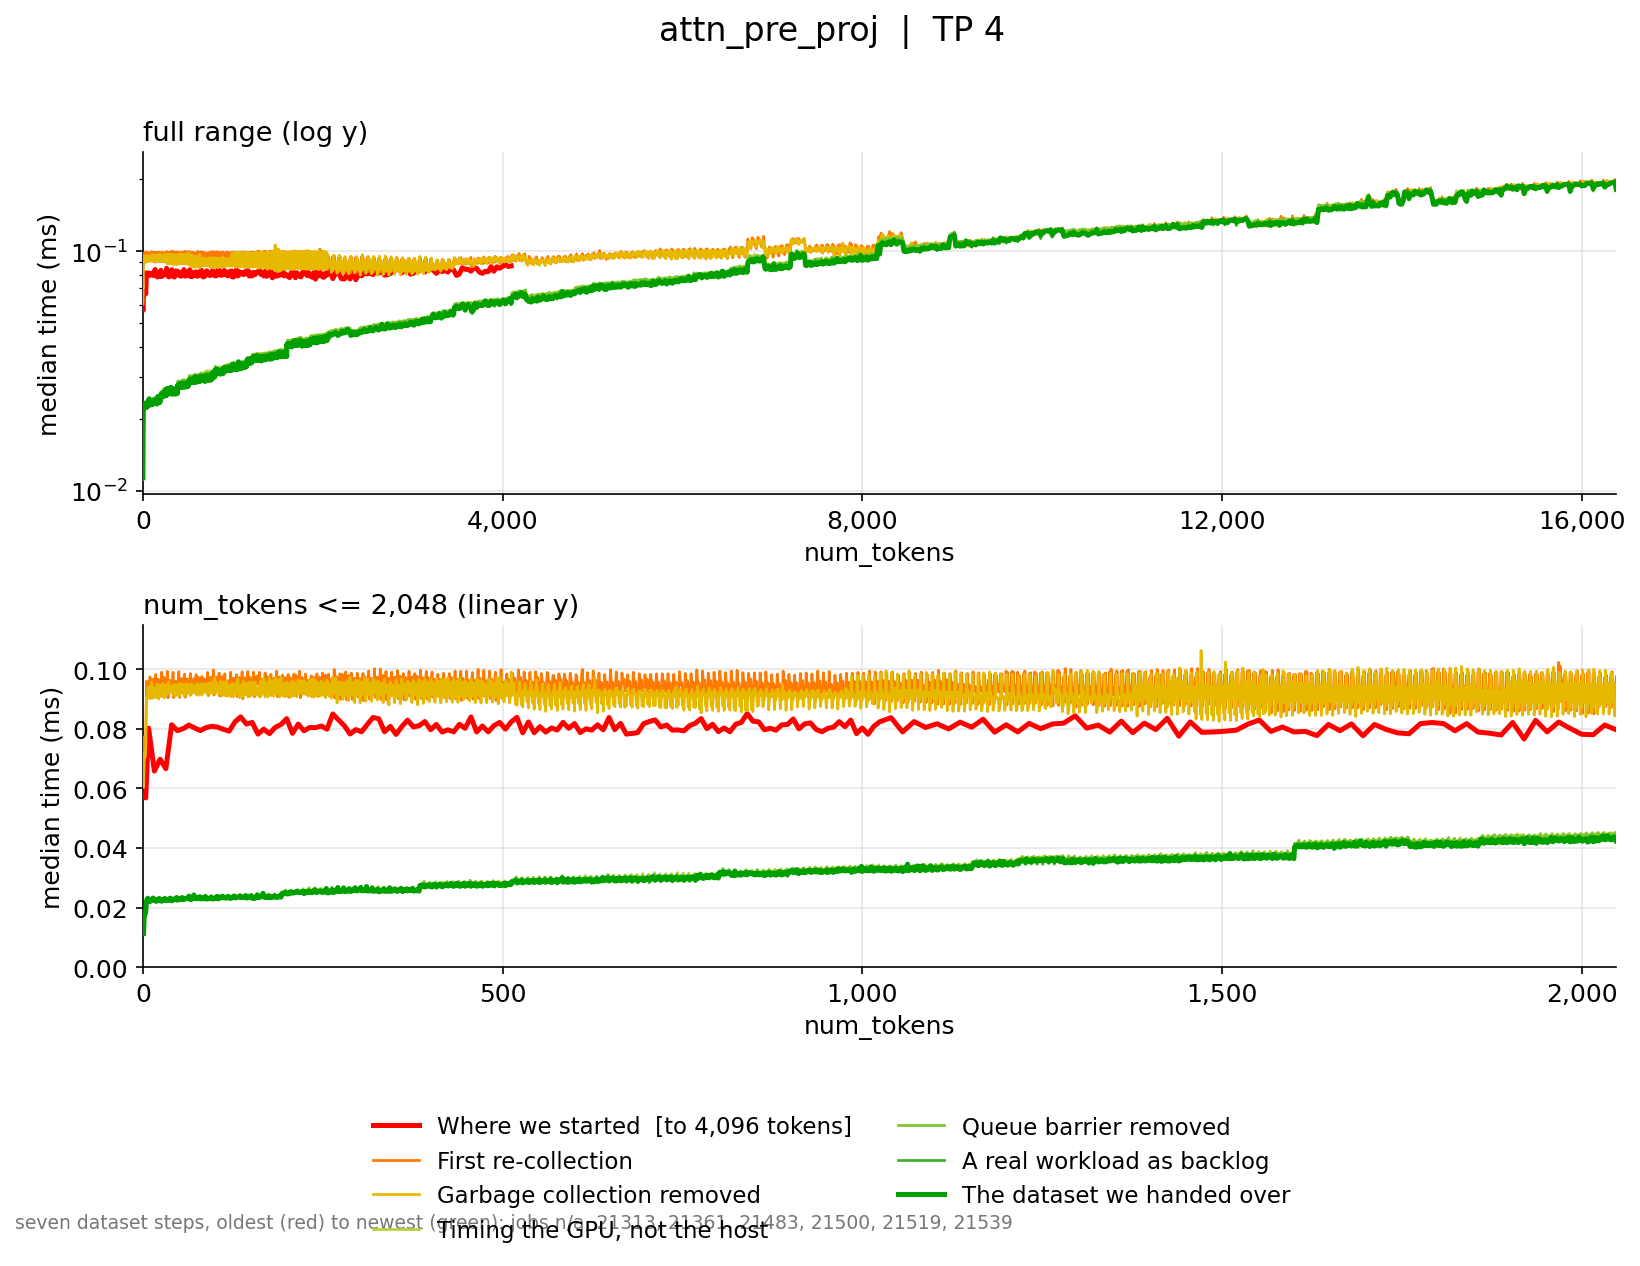 attn_pre_proj | TP 4
full range (log y)
median time (ms)
10⁻¹
10⁻²
0 4,000 8,000 12,000 16,000
num_tokens
num_tokens <= 2,048 (linear y)
median time (ms)
0.10
0.08
0.06
0.04
0.02
0.00
0 500 1,000 1,500 2,000
num_tokens
Where we started [to 4,096 tokens]
First re-collection
Garbage collection removed
Timing the GPU, not the host
Queue barrier removed
A real workload as backlog
The dataset we handed over
seven dataset steps, oldest (red) to newest (green); jobs n/a, 21313, 21361, 21483, 21500, 21519, 21539